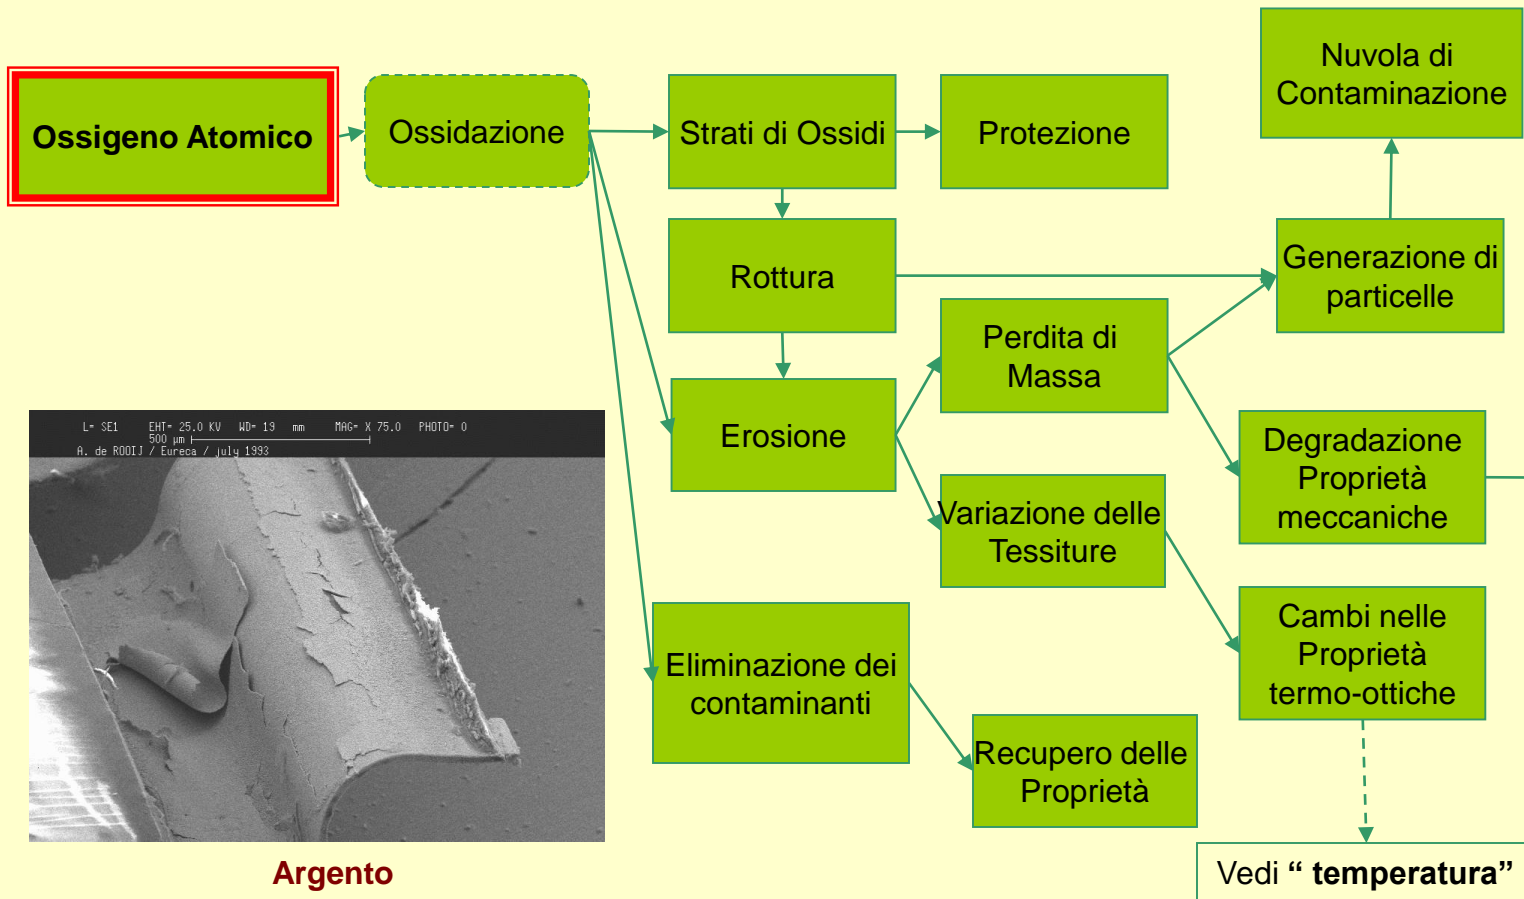 Nuvola di
Contaminazione
Ossigeno Atomico
Ossidazione
Strati di Ossidi
Protezione
Rottura
Generazione di
particelle
Perdita di
Massa
Erosione
Degradazione
Proprietà
meccaniche
Variazione delle
Tessiture
Cambi nelle
Proprietà
termo-ottiche
Eliminazione dei
contaminanti
Recupero delle
Proprietà
L= SE1 EHT= 25.0 KV WD= 19 mm MAG= X 75.0 PHOTO= 0
500 µm
A. de ROOIJ / Eureca / july 1993
Argento
Vedi “ temperatura”